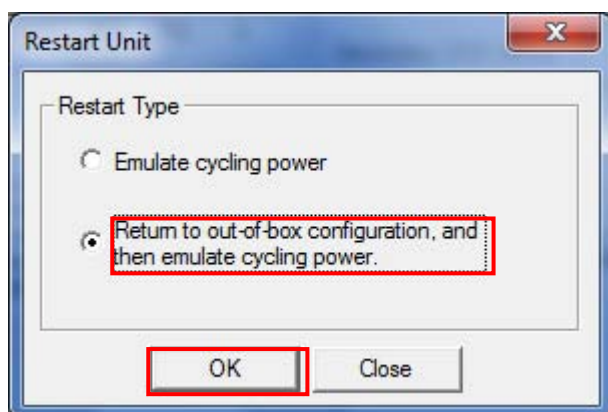 Restart Unit
Restart Type
Emulate cycling power
Return to out-of-box configuration, and
then emulate cycling power.
OK
Close